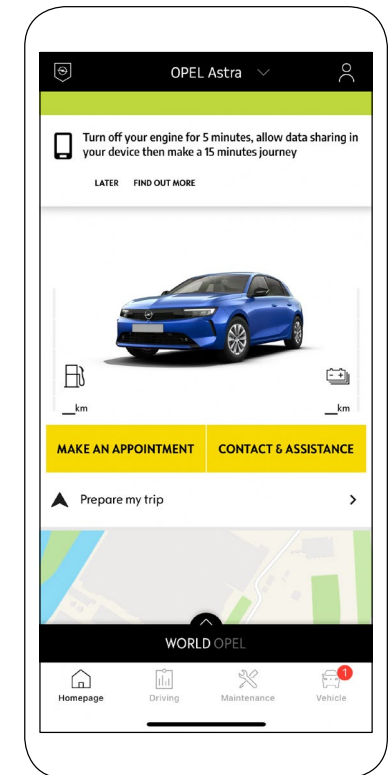 OPEL Astra
Turn off your engine for 5 minutes, allow data sharing in
your device then make a 15 minutes journey
LATER FIND OUT MORE
- +
__km __km
MAKE AN APPOINTMENT CONTACT & ASSISTANCE
Prepare my trip
WORLD OPEL
1
Homepage Driving Maintenance Vehicle